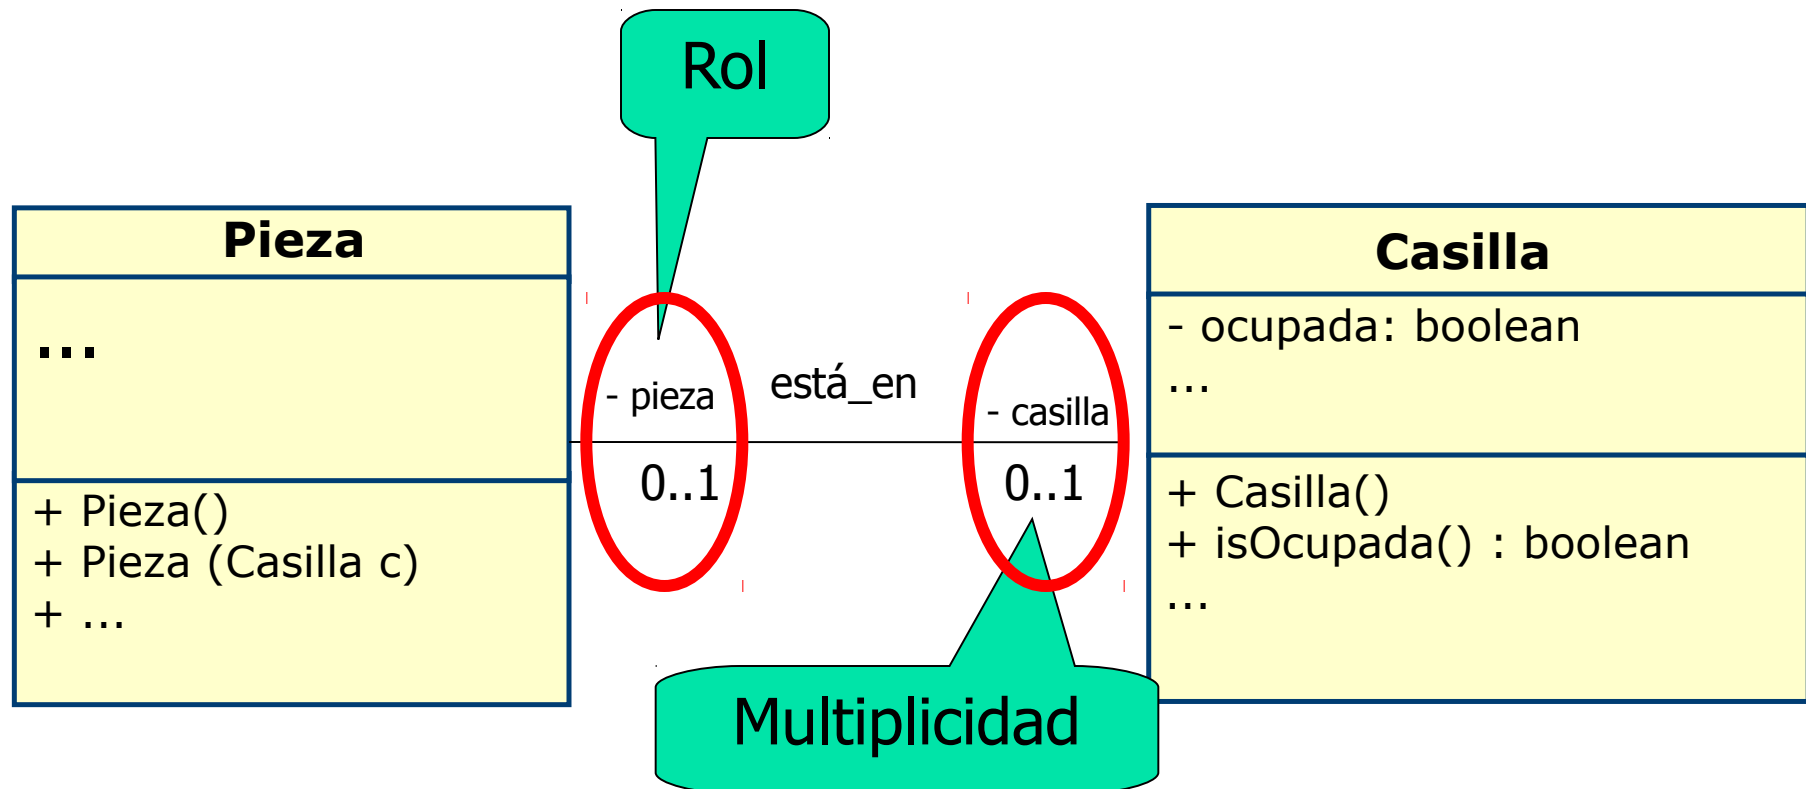 Rol
Pieza
...
+ Pieza()
+ Pieza (Casilla c)
+ ...
- pieza
0..1
está_en
- casilla
0..1
Casilla
- ocupada: boolean
...
+ Casilla()
+ isOcupada() : boolean
...
Multiplicidad